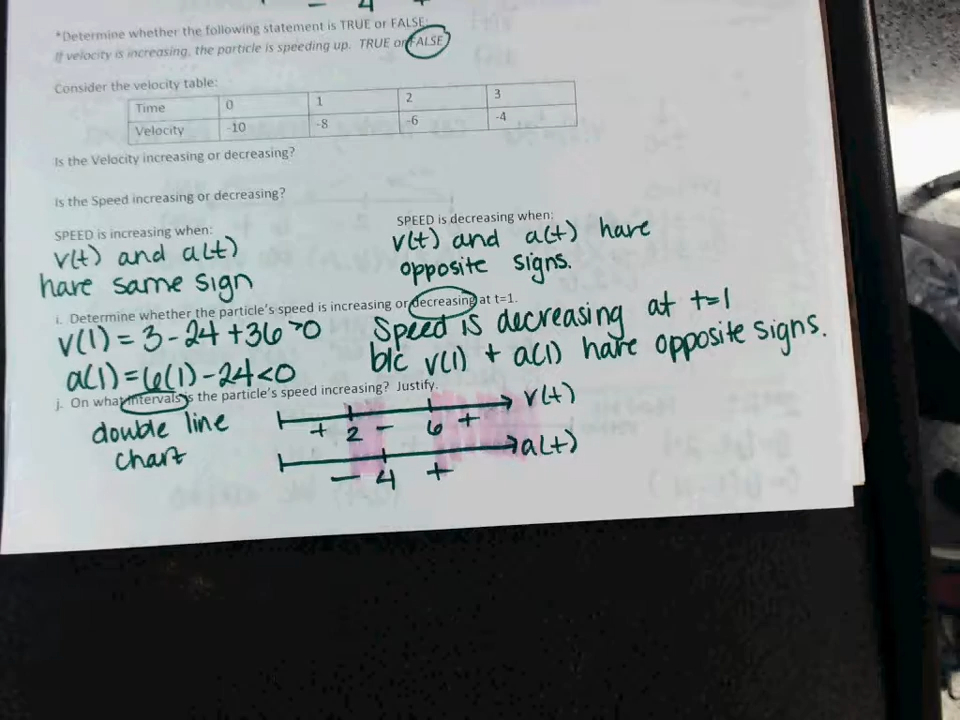 - 4 +
*Determine whether the following statement is TRUE or FALSE:
If velocity is increasing, the particle is speeding up. TRUE or FALSE
Consider the velocity table:
Time 0 1 2 3
Velocity -10 -8 -6 -4
Is the Velocity increasing or decreasing?
Is the Speed increasing or decreasing?
SPEED is increasing when:
v(t) and a(t)
have same sign
SPEED is decreasing when:
v(t) and a(t) have
opposite signs.
i. Determine whether the particle's speed is increasing or decreasing at t=1.
v(1) = 3-24+36>0
a(1)=6(1)-24<0
Speed is decreasing at t=1
b/c v(1) + a(1) have opposite signs.
j. On what intervals is the particle's speed increasing? Justify.
double line
chart
v(t)
+ 2 - 6 +
a(t)
- 4 +